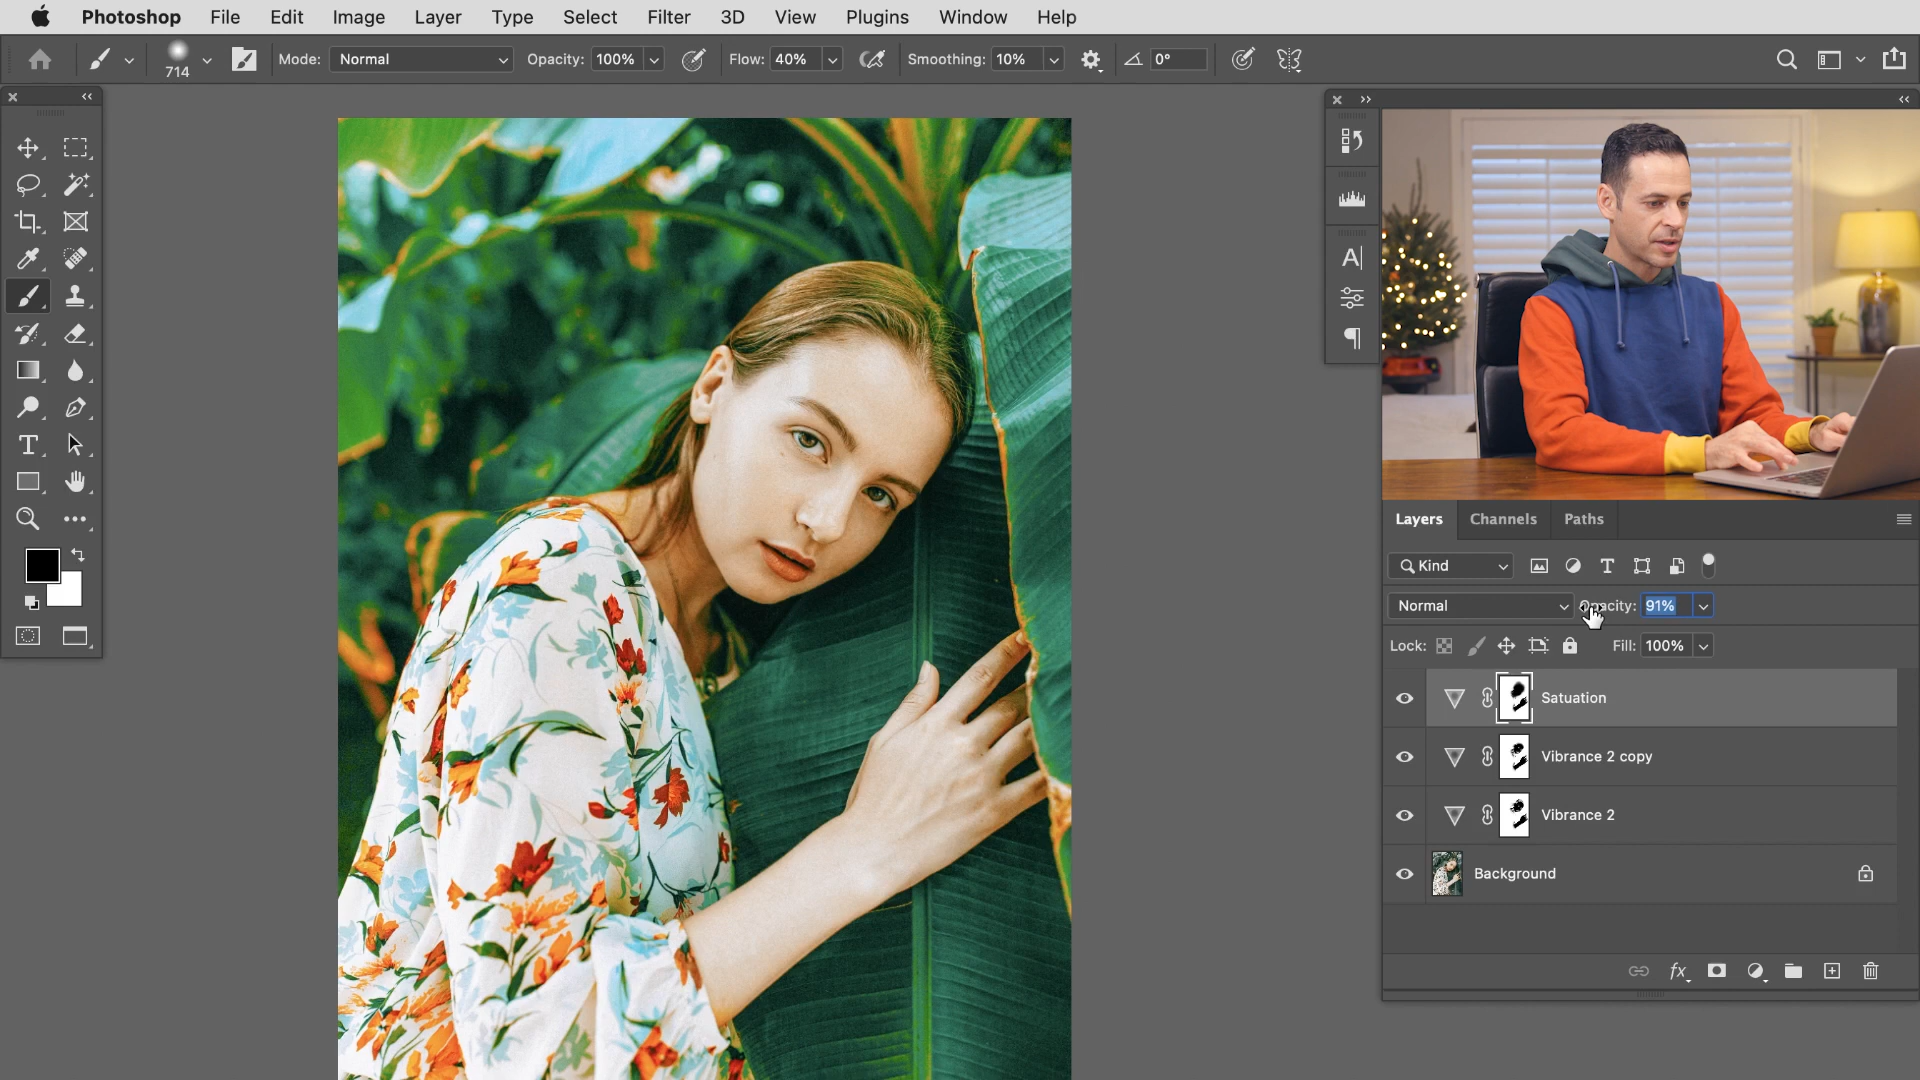 Photoshop File Edit Image Layer Type Select Filter 3D View Plugins Window Help
714 Mode: Normal Opacity: 100% Flow: 40% Smoothing: 10% 0°
Layers Channels Paths
Kind
Normal Opacity: 91%
Lock: Fill: 100%
Satuation
Vibrance 2 copy
Vibrance 2
Background
fx